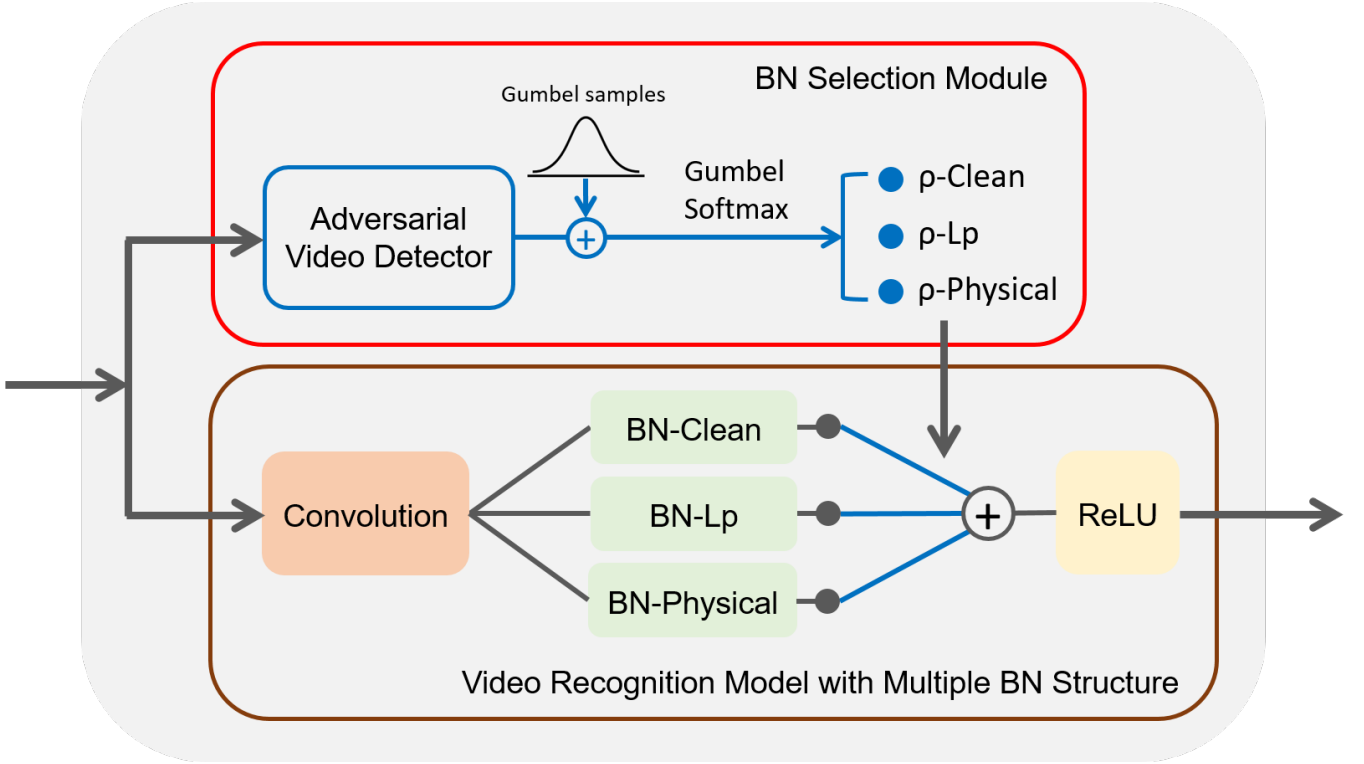 BN Selection Module
Gumbel samples
Gumbel
Softmax
Adversarial
Video Detector
+
ρ-Clean
ρ-Lp
ρ-Physical
Convolution
BN-Clean
BN-Lp
BN-Physical
+
ReLU
Video Recognition Model with Multiple BN Structure